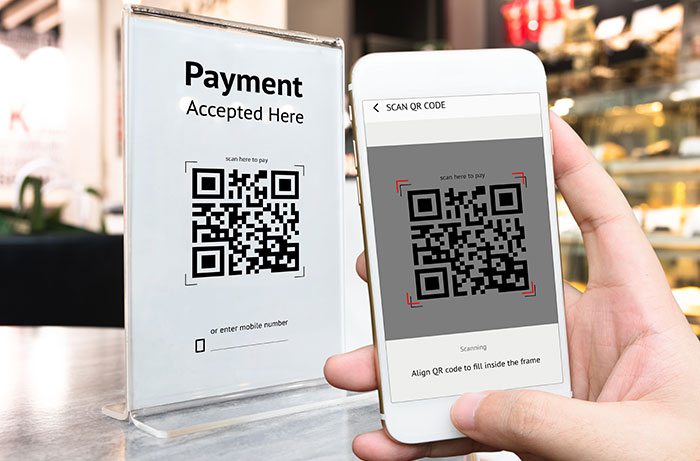 Payment
Accepted Here
scan here to pay
or enter mobile number
< SCAN QR CODE
scan here to pay
Scanning
Align QR code to fill inside the frame